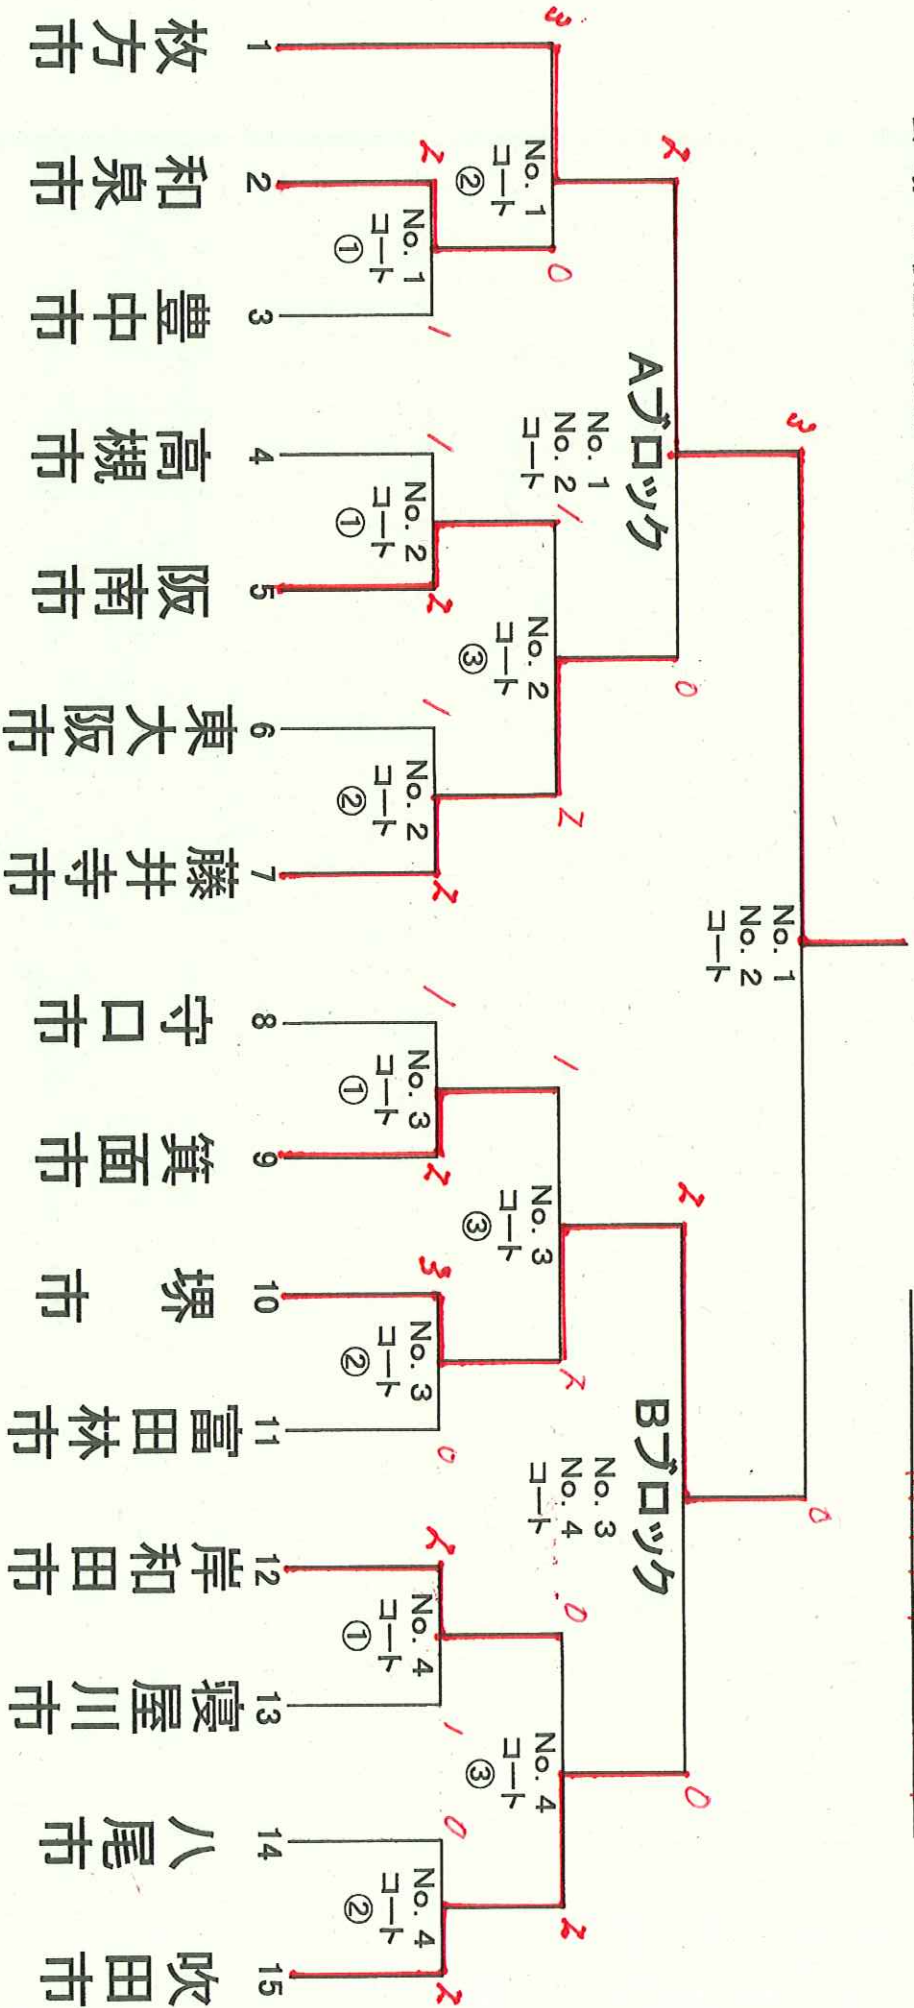 3
2
3
No. 1
コート
②
2
No. 1
コート
①
0
1
Aブロック
No. 1
No. 2
コート
1
No. 2
コート
①
2
1
No. 2
コート
③
0
1
No. 2
コート
②
2
2
No. 1
No. 2
コート
1
No. 3
コート
①
2
1
No. 3
コート
③
2
3
No. 3
コート
②
0
2
0
Bブロック
No. 3
No. 4
コート
2
No. 4
コート
①
1
0
No. 4
コート
③
0
0
No. 4
コート
②
2
2
1 枚方市
2 和泉市
3 豊中市
4 高槻市
5 阪南市
6 東大阪市
7 藤井寺市
8 守口市
9 箕面市
10 堺市
11 富田林市
12 岸和田市
13 寝屋川市
14 八尾市
15 吹田市